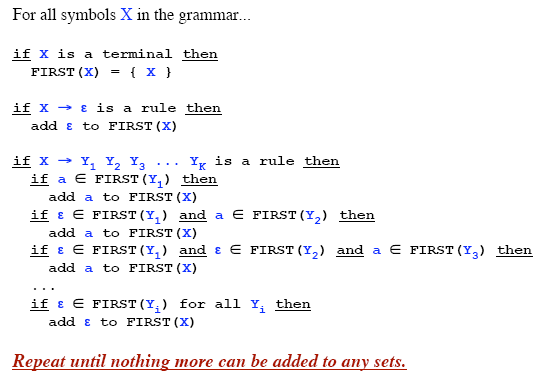 For all symbols X in the grammar...
if X is a terminal then
FIRST(X) = { X }
if X → ε is a rule then
add ε to FIRST(X)
if X → Y₁ Y₂ Y₃ ... Yₖ is a rule then
if a ∈ FIRST(Y₁) then
add a to FIRST(X)
if ε ∈ FIRST(Y₁) and a ∈ FIRST(Y₂) then
add a to FIRST(X)
if ε ∈ FIRST(Y₁) and ε ∈ FIRST(Y₂) and a ∈ FIRST(Y₃) then
add a to FIRST(X)
...
if ε ∈ FIRST(Yᵢ) for all Yᵢ then
add ε to FIRST(X)
Repeat until nothing more can be added to any sets.